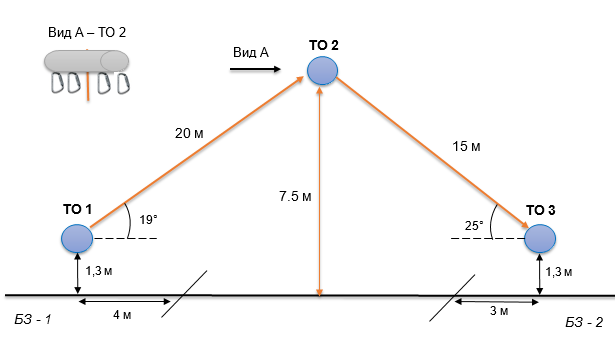 Вид А – ТО 2
Вид А
ТО 2
20 м
15 м
7.5 м
ТО 1
19°
25°
ТО 3
1,3 м
1,3 м
4 м
3 м
БЗ - 1
БЗ - 2